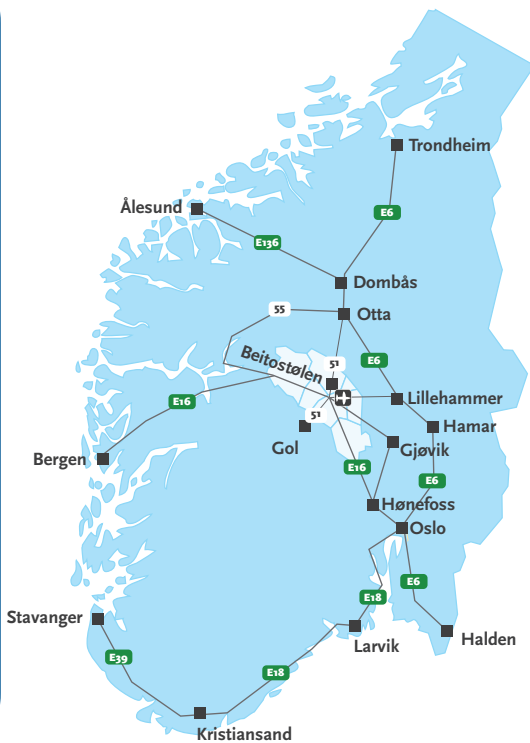 Trondheim
Ålesund
E6
E136
Dombås
55
Otta
Beitostølen
51
E6
E16
Lillehammer
51
Hamar
Gol
Gjøvik
Bergen
E16
E6
Hønefoss
Oslo
E6
E18
Stavanger
Larvik
Halden
E39
E18
Kristiansand